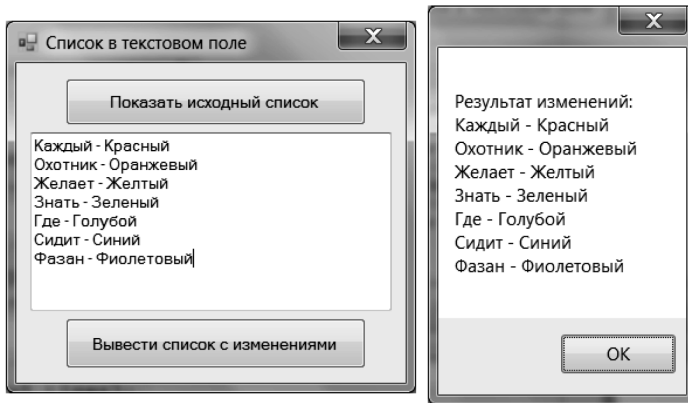 Список в текстовом поле
Показать исходный список
Каждый - Красный
Охотник - Оранжевый
Желает - Желтый
Знать - Зеленый
Где - Голубой
Сидит - Синий
Фазан - Фиолетовый
Вывести список с изменениями
Результат изменений:
Каждый - Красный
Охотник - Оранжевый
Желает - Желтый
Знать - Зеленый
Где - Голубой
Сидит - Синий
Фазан - Фиолетовый
OK